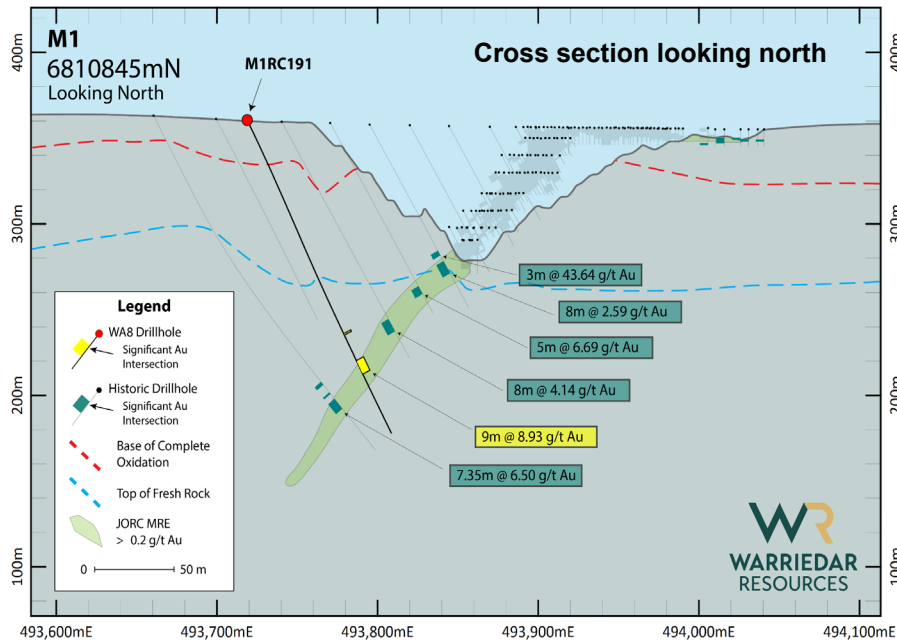 M1
6810845mN
Looking North
Cross section looking north
M1RC191
400m
400m
300m
300m
200m
200m
100m
100m
3m @ 43.64 g/t Au
8m @ 2.59 g/t Au
5m @ 6.69 g/t Au
8m @ 4.14 g/t Au
9m @ 8.93 g/t Au
7.35m @ 6.50 g/t Au
Legend
WA8 Drillhole
Significant Au
Intersection
Historic Drillhole
Significant Au
Intersection
Base of Complete
Oxidation
Top of Fresh Rock
JORC MRE
> 0.2 g/t Au
0 50 m
WR
WARRIEDAR
RESOURCES
493,600mE 493,700mE 493,800mE 493,900mE 494,000mE 494,100mE